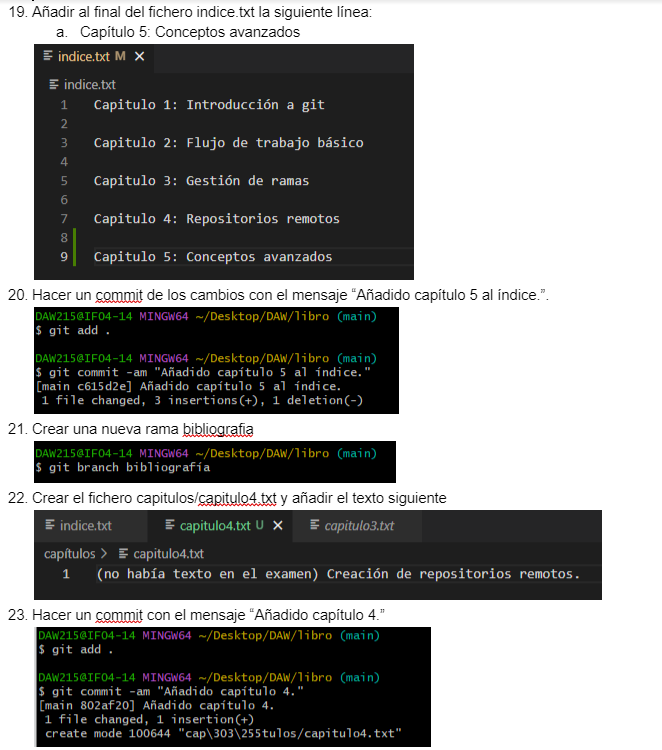 19. Añadir al final del fichero indice.txt la siguiente línea:
a. Capítulo 5: Conceptos avanzados
indice.txt M ×
indice.txt
1 Capitulo 1: Introducción a git
2
3 Capitulo 2: Flujo de trabajo básico
4
5 Capitulo 3: Gestión de ramas
6
7 Capitulo 4: Repositorios remotos
8
9 Capitulo 5: Conceptos avanzados
20. Hacer un commit de los cambios con el mensaje “Añadido capítulo 5 al índice.”.
DAW215@IF04-14 MINGW64 ~/Desktop/DAW/libro (main)
$ git add .
DAW215@IF04-14 MINGW64 ~/Desktop/DAW/libro (main)
$ git commit -am "Añadido capítulo 5 al índice."
[main c615d2e] Añadido capítulo 5 al índice.
1 file changed, 3 insertions(+), 1 deletion(-)
21. Crear una nueva rama bibliografia
DAW215@IF04-14 MINGW64 ~/Desktop/DAW/libro (main)
$ git branch bibliografía
22. Crear el fichero capitulos/capitulo4.txt y añadir el texto siguiente
indice.txt capitulo4.txt U × capitulo3.txt
capítulos > capitulo4.txt
1 (no había texto en el examen) Creación de repositorios remotos.
23. Hacer un commit con el mensaje “Añadido capítulo 4.”
DAW215@IF04-14 MINGW64 ~/Desktop/DAW/libro (main)
$ git add .
DAW215@IF04-14 MINGW64 ~/Desktop/DAW/libro (main)
$ git commit -am "Añadido capítulo 4."
[main 802af20] Añadido capítulo 4.
1 file changed, 1 insertion(+)
create mode 100644 "cap\303\255tulos/capitulo4.txt"